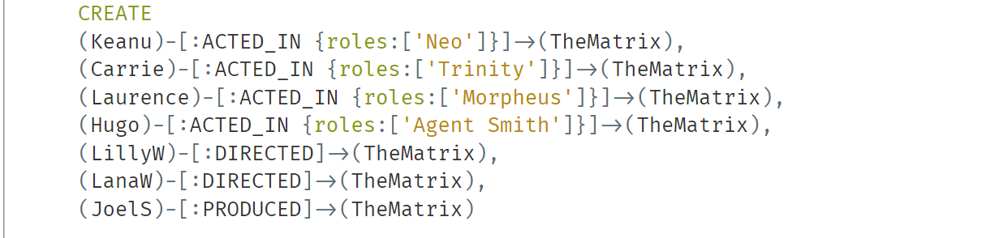 CREATE
(Keanu)-[:ACTED_IN {roles:['Neo']}]->(TheMatrix),
(Carrie)-[:ACTED_IN {roles:['Trinity']}]->(TheMatrix),
(Laurence)-[:ACTED_IN {roles:['Morpheus']}]->(TheMatrix),
(Hugo)-[:ACTED_IN {roles:['Agent Smith']}]->(TheMatrix),
(LillyW)-[:DIRECTED]->(TheMatrix),
(LanaW)-[:DIRECTED]->(TheMatrix),
(JoelS)-[:PRODUCED]->(TheMatrix)